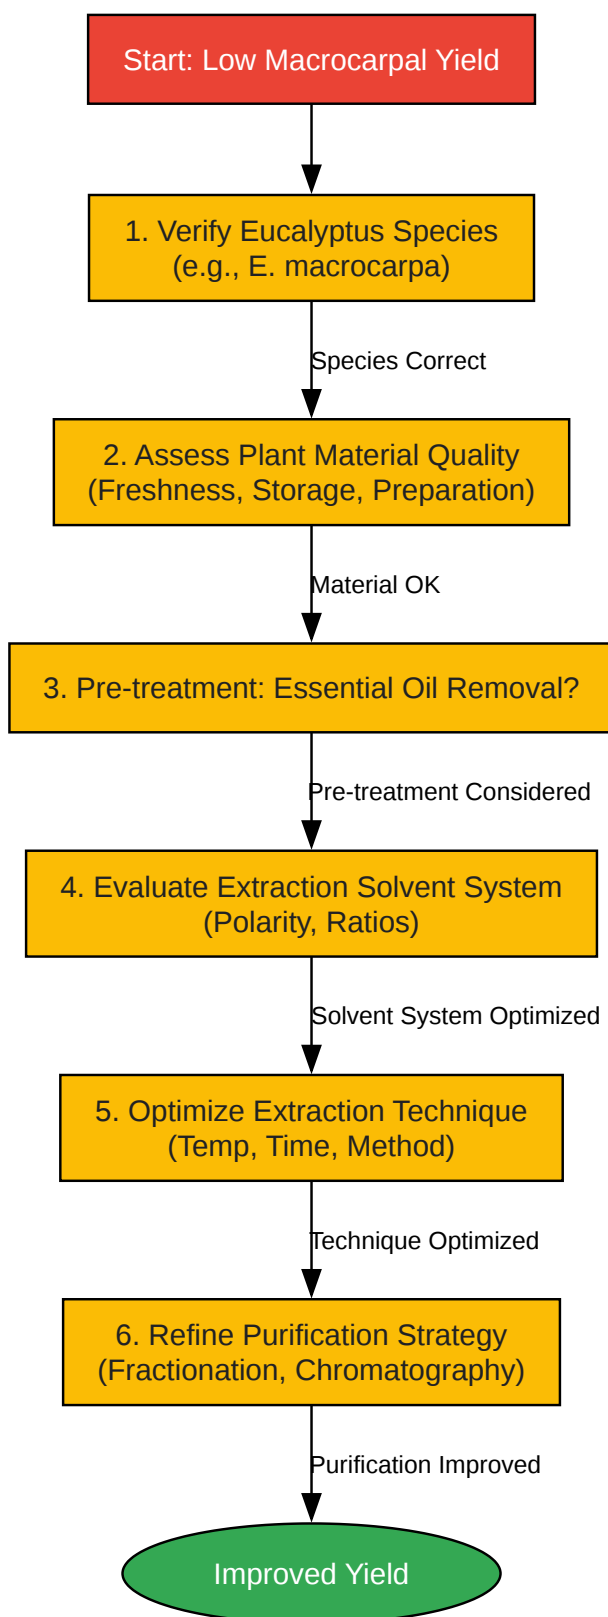 Start: Low Macrocarpal Yield
1. Verify Eucalyptus Species
(e.g., E. macrocarpa)
Species Correct
2. Assess Plant Material Quality
(Freshness, Storage, Preparation)
Material OK
3. Pre-treatment: Essential Oil Removal?
Pre-treatment Considered
4. Evaluate Extraction Solvent System
(Polarity, Ratios)
Solvent System Optimized
5. Optimize Extraction Technique
(Temp, Time, Method)
Technique Optimized
6. Refine Purification Strategy
(Fractionation, Chromatography)
Purification Improved
Improved Yield